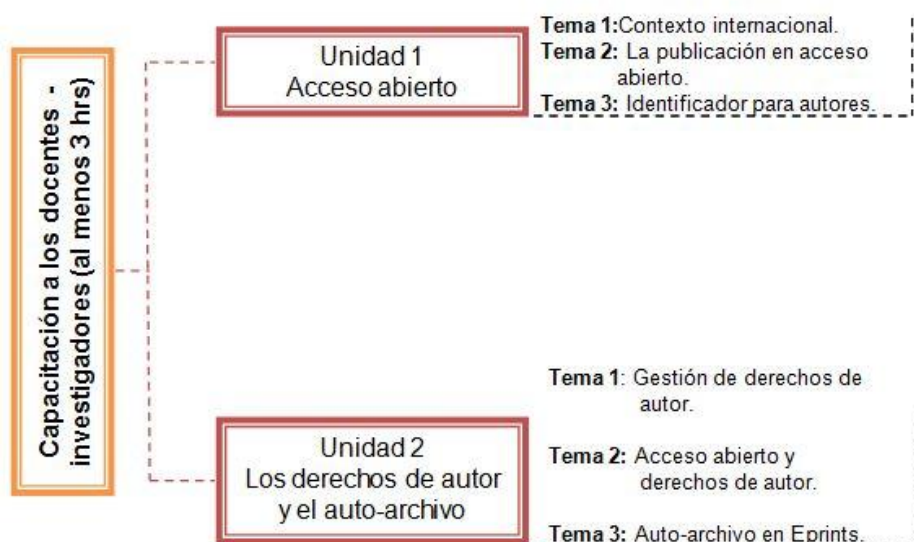 Capacitación a los docentes -
investigadores (al menos 3 hrs)
Unidad 1
Acceso abierto
Tema 1:Contexto internacional.
Tema 2: La publicación en acceso
abierto.
Tema 3: Identificador para autores.
Unidad 2
Los derechos de autor
y el auto-archivo
Tema 1: Gestión de derechos de
autor.
Tema 2: Acceso abierto y
derechos de autor.
Tema 3: Auto-archivo en Eprints.